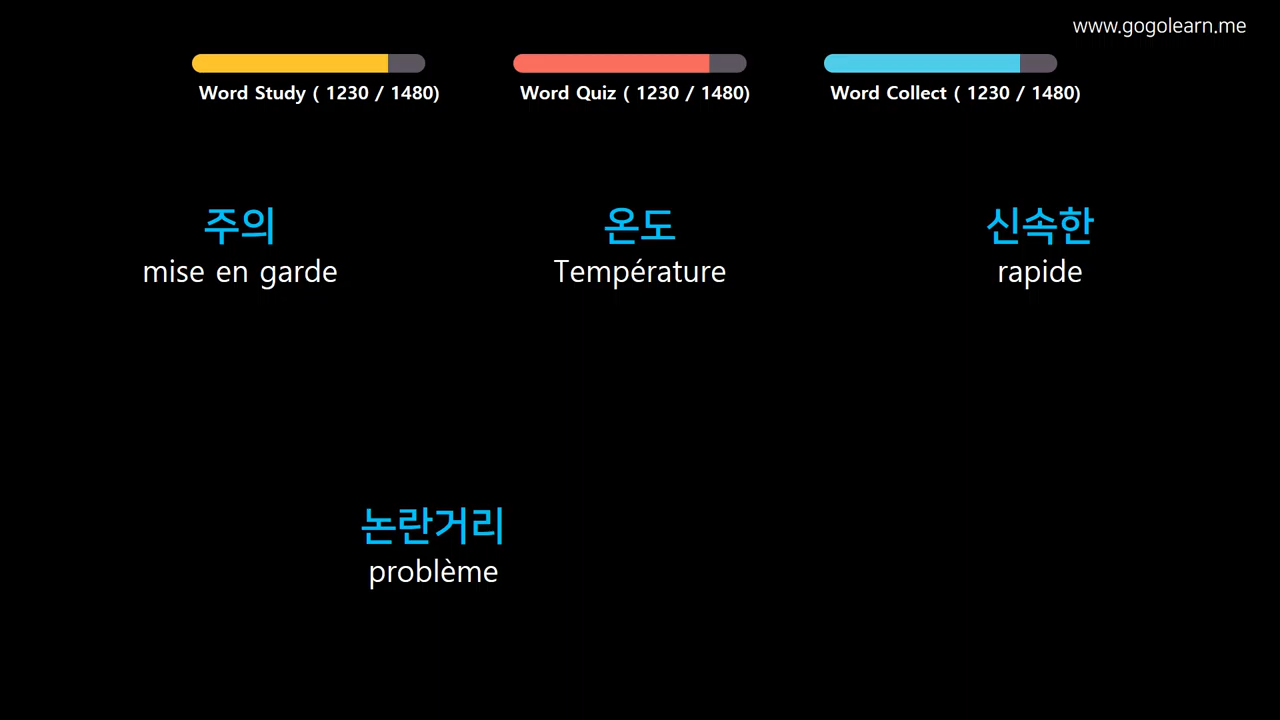 www.gogolearn.me
Word Study ( 1230 / 1480)
Word Quiz ( 1230 / 1480)
Word Collect ( 1230 / 1480)
주의
mise en garde
온도
Température
신속한
rapide
논란거리
problème